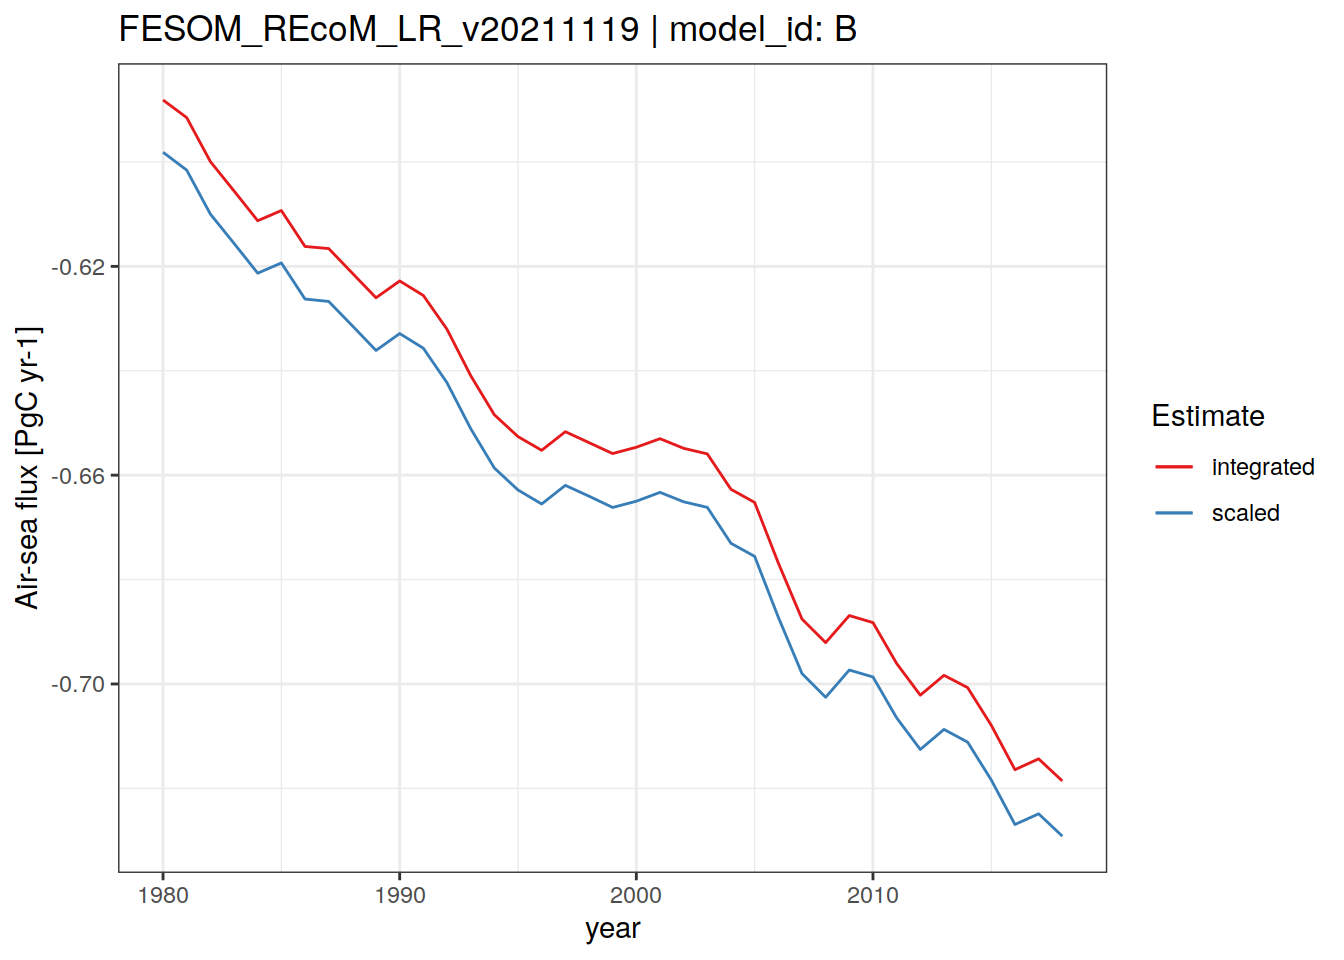 FESOM_REcoM_LR_v20211119 | model_id: B
Air-sea flux [PgC yr-1]
-0.62
-0.66
-0.70
1980 1990 2000 2010
year
Estimate
integrated
scaled